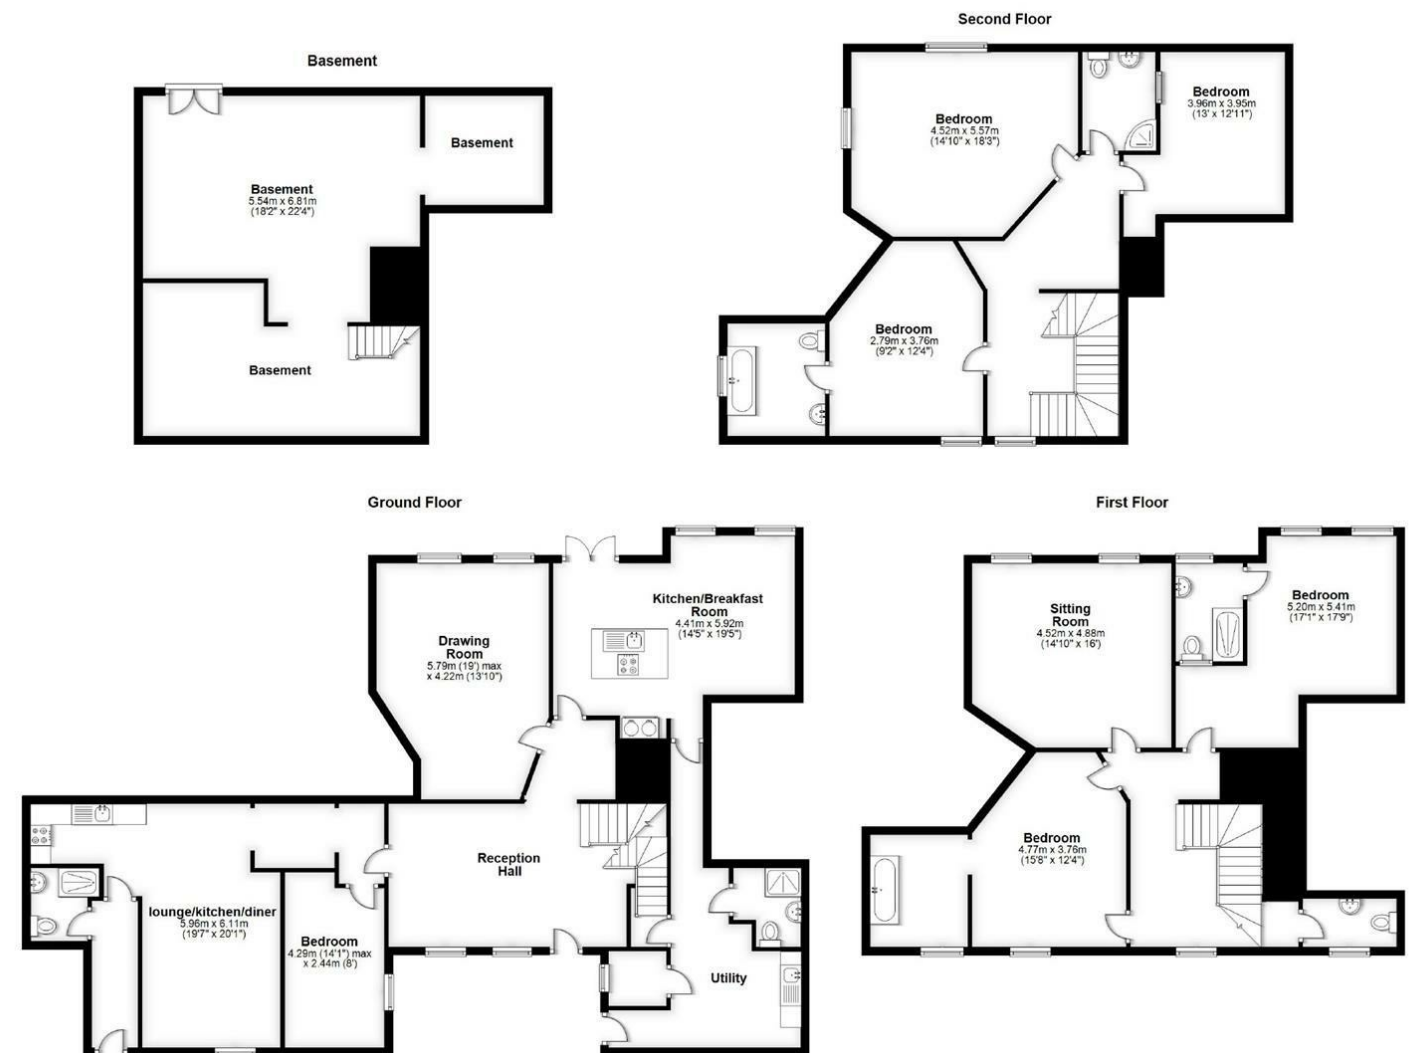 Basement
Basement
5.54m x 6.81m
(18'2" x 22'4")
Basement
Basement
Second Floor
Bedroom
4.52m x 5.57m
(14'10" x 18'3")
Bedroom
3.96m x 3.95m
(13' x 12'11")
Bedroom
2.79m x 3.76m
(9'2" x 12'4")
Ground Floor
Drawing
Room
5.79m (19') max
x 4.22m (13'10")
Kitchen/Breakfast
Room
4.41m x 5.92m
(14'5" x 19'5")
Reception
Hall
lounge/kitchen/diner
5.96m x 6.11m
(19'7" x 20'1")
Bedroom
4.29m (14'1") max
x 2.44m (8')
Utility
First Floor
Sitting
Room
4.52m x 4.88m
(14'10" x 16')
Bedroom
5.20m x 5.41m
(17'1" x 17'9")
Bedroom
4.77m x 3.76m
(15'8" x 12'4")